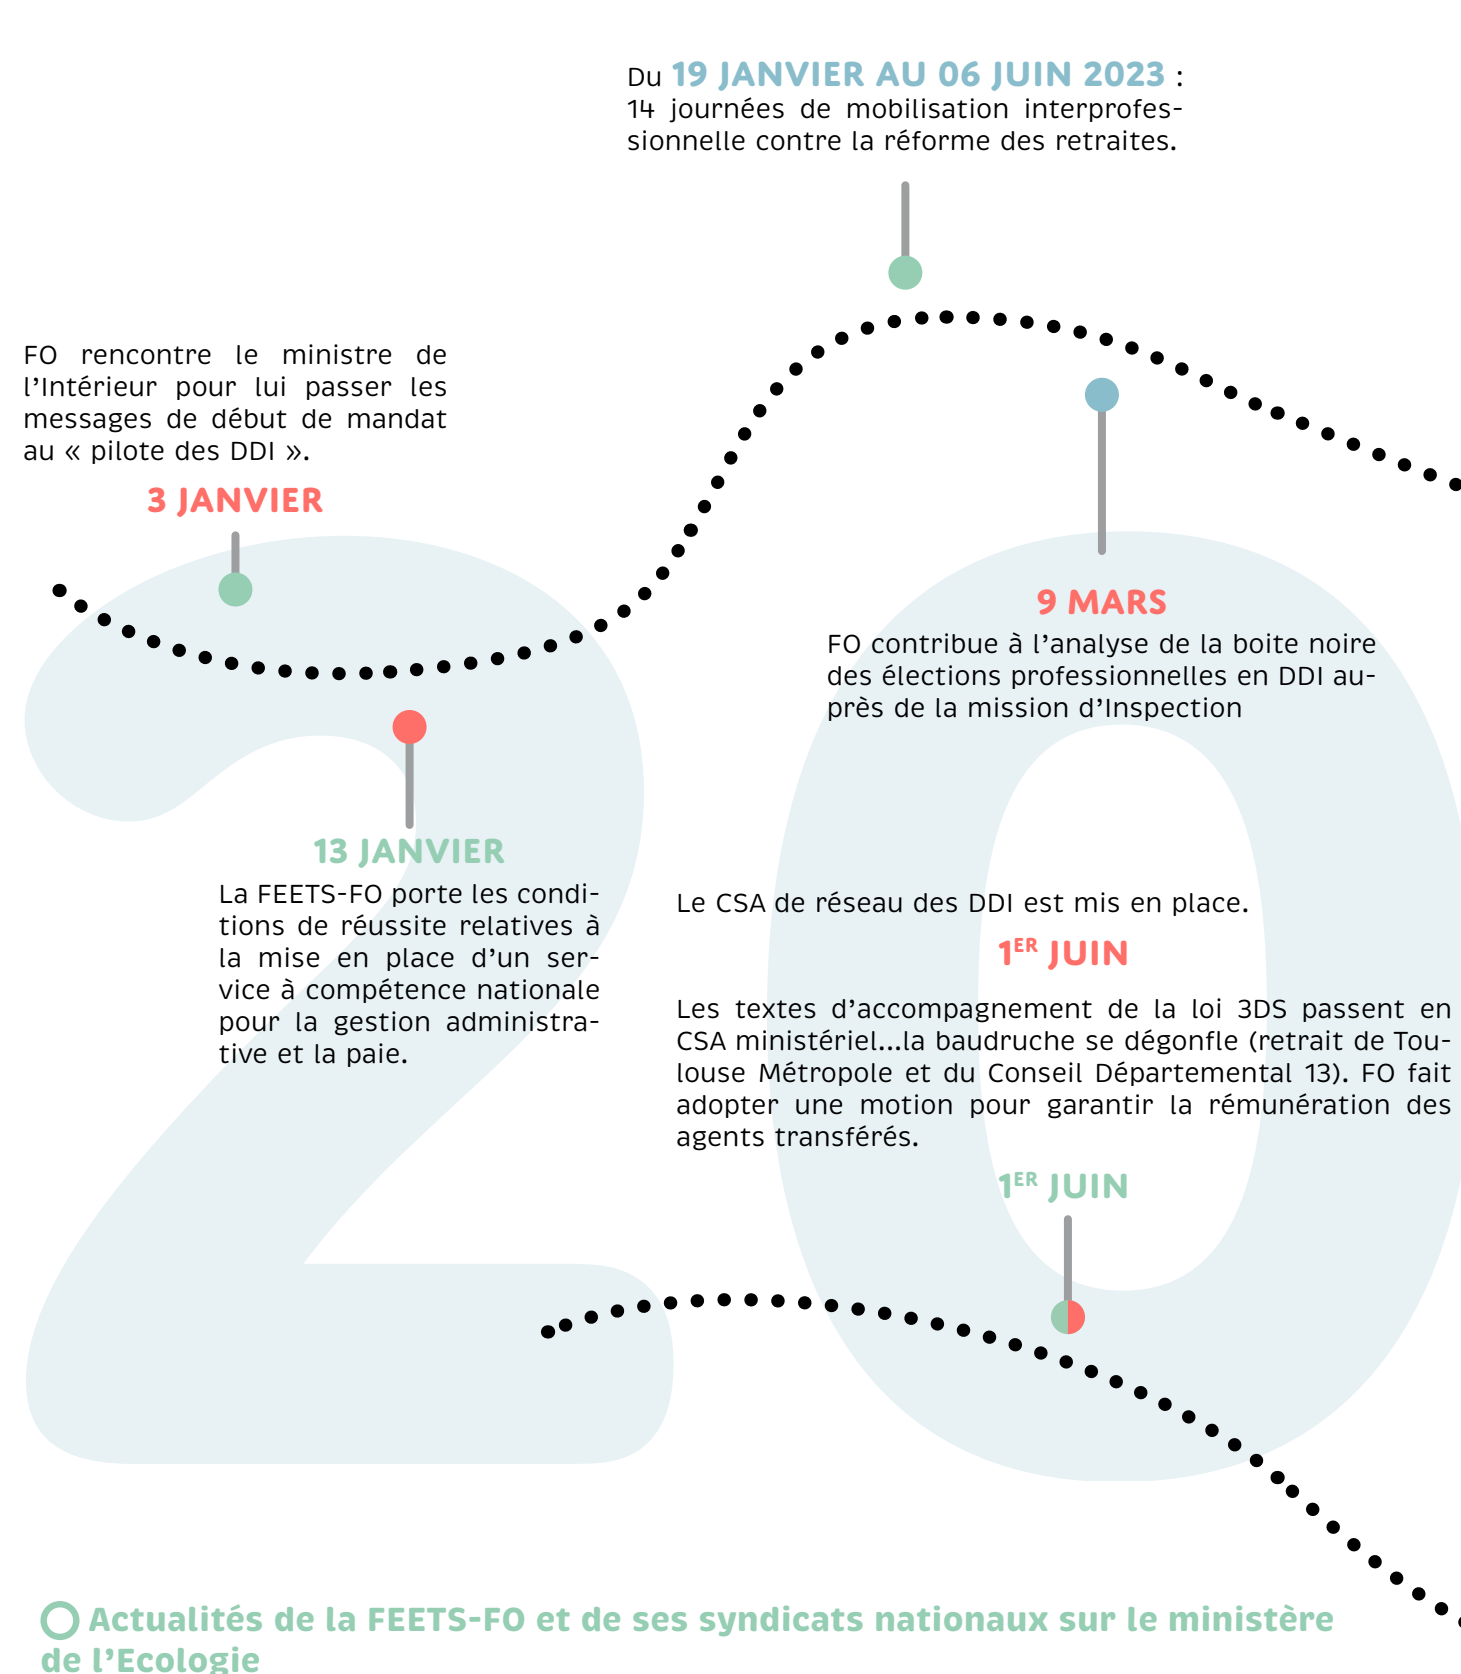 Du 19 JANVIER AU 06 JUIN 2023 :
14 journées de mobilisation interprofes-
sionnelle contre la réforme des retraites.
FO rencontre le ministre de
l’Intérieur pour lui passer les
messages de début de mandat
au « pilote des DDI ».
3 JANVIER
9 MARS
FO contribue à l’analyse de la boite noire
des élections professionnelles en DDI au-
près de la mission d’Inspection
13 JANVIER
La FEETS-FO porte les condi-
tions de réussite relatives à
la mise en place d’un ser-
vice à compétence nationale
pour la gestion administra-
tive et la paie.
Le CSA de réseau des DDI est mis en place.
1ER JUIN
Les textes d’accompagnement de la loi 3DS passent en
CSA ministériel...la baudruche se dégonfle (retrait de Tou-
louse Métropole et du Conseil Départemental 13). FO fait
adopter une motion pour garantir la rémunération des
agents transférés.
1ER JUIN
20
Actualités de la FEETS-FO et de ses syndicats nationaux sur le ministère
de l’Ecologie